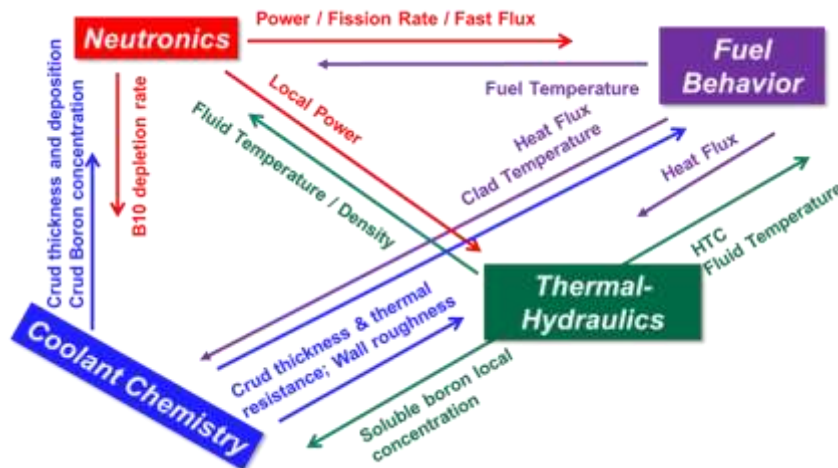 Power / Fission Rate / Fast Flux
Neutronics
Fuel
Behavior
Fuel Temperature
Local Power
Fluid Temperature / Density
Heat Flux
Clad Temperature
Heat Flux
HTC
Fluid Temperature
Crud thickness and deposition
Crud Boron concentration
B10 depletion rate
Thermal-
Hydraulics
Coolant Chemistry
Crud thickness & thermal
resistance; Wall roughness
Soluble boron local
concentration